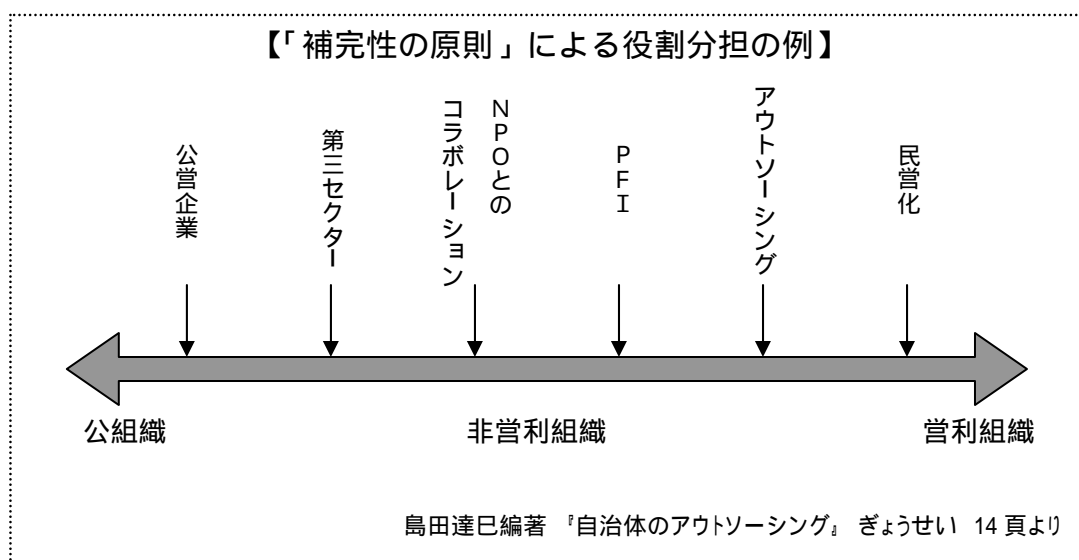 【「補完性の原則」による役割分担の例】
公営企業
第三セクター
NPOとの
コラボレーション
PFI
アウトソーシング
民営化
公組織
非営利組織
営利組織
島田達巳編著 『自治体のアウトソーシング』 ぎょうせい 14頁より